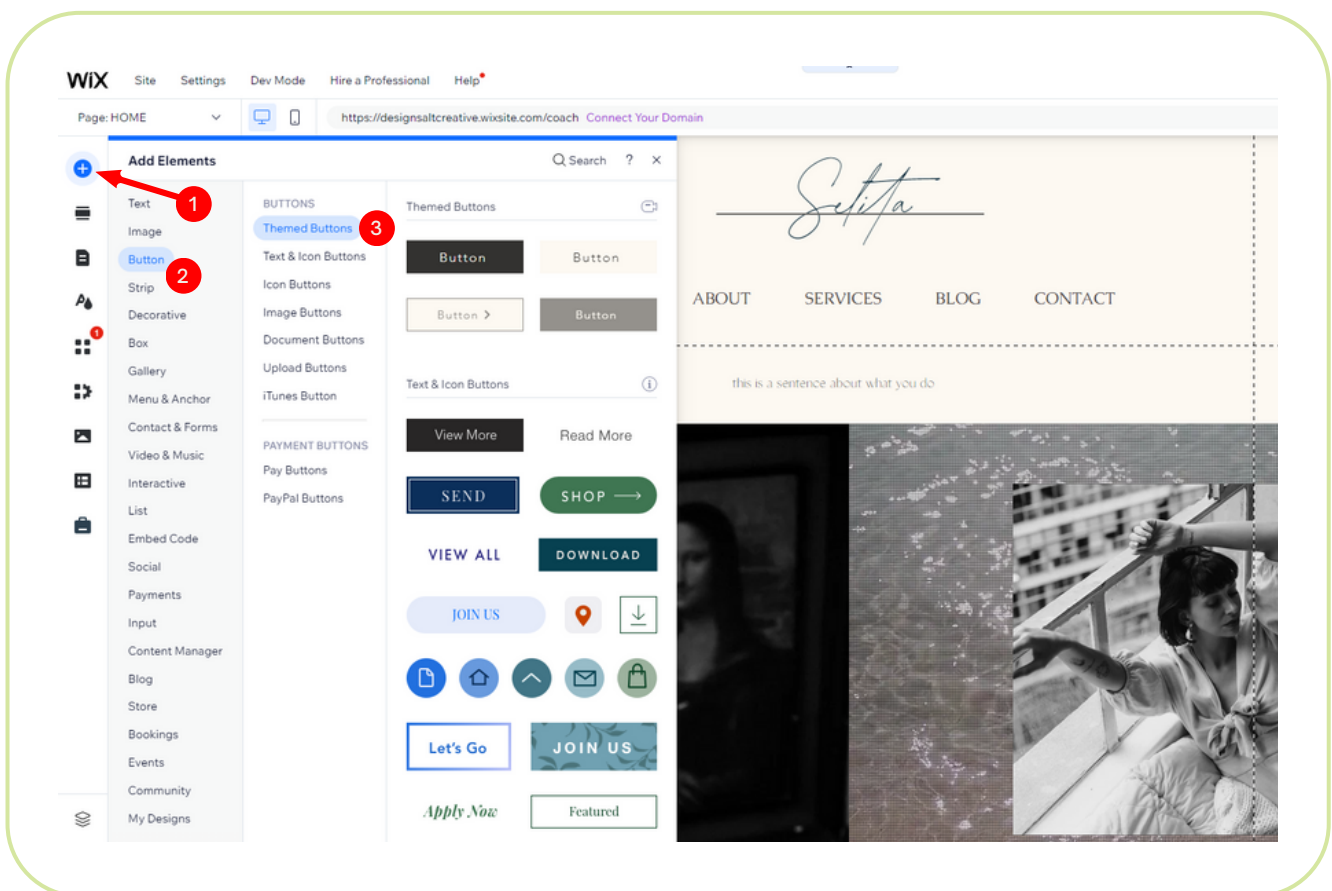 WiX Site Settings Dev Mode Hire a Professional Help
Page: HOME https://designsaltcreative.wixsite.com/coach Connect Your Domain
Add Elements Search ? ×
1
2
3
Text
Image
Button
Strip
Decorative
Box
Gallery
Menu & Anchor
Contact & Forms
Video & Music
Interactive
List
Embed Code
Social
Payments
Input
Content Manager
Blog
Store
Bookings
Events
Community
My Designs
1
BUTTONS
Themed Buttons
Text & Icon Buttons
Icon Buttons
Image Buttons
Document Buttons
Upload Buttons
iTunes Button
PAYMENT BUTTONS
Pay Buttons
PayPal Buttons
Themed Buttons
Button Button
Button > Button
Text & Icon Buttons i
View More Read More
SEND SHOP
VIEW ALL DOWNLOAD
JOIN US
Let's Go JOIN US
Apply Now Featured
ABOUT SERVICES BLOG CONTACT
this is a sentence about what you do